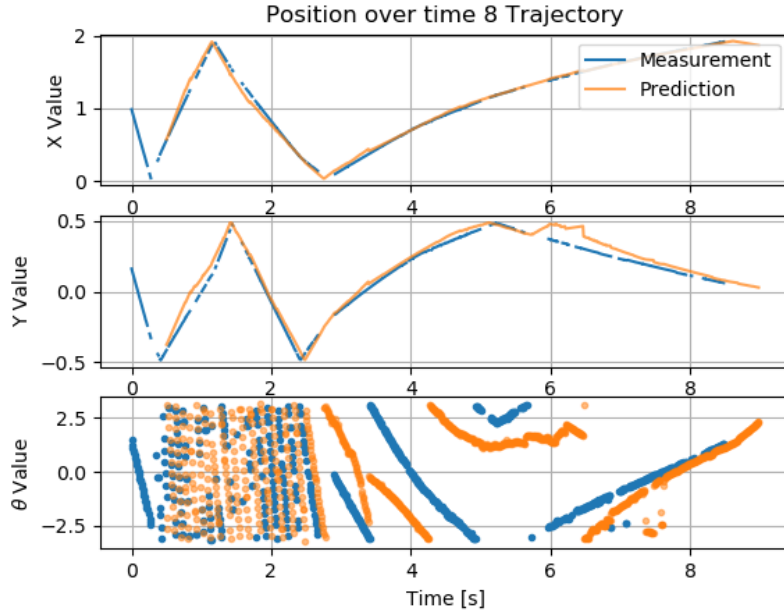 Position over time 8 Trajectory
X Value
2
1
0
Measurement
Prediction
0 2 4 6 8
Y Value
0.5
0.0
−0.5
0 2 4 6 8
θ Value
2.5
0.0
−2.5
0 2 4 6 8
Time [s]